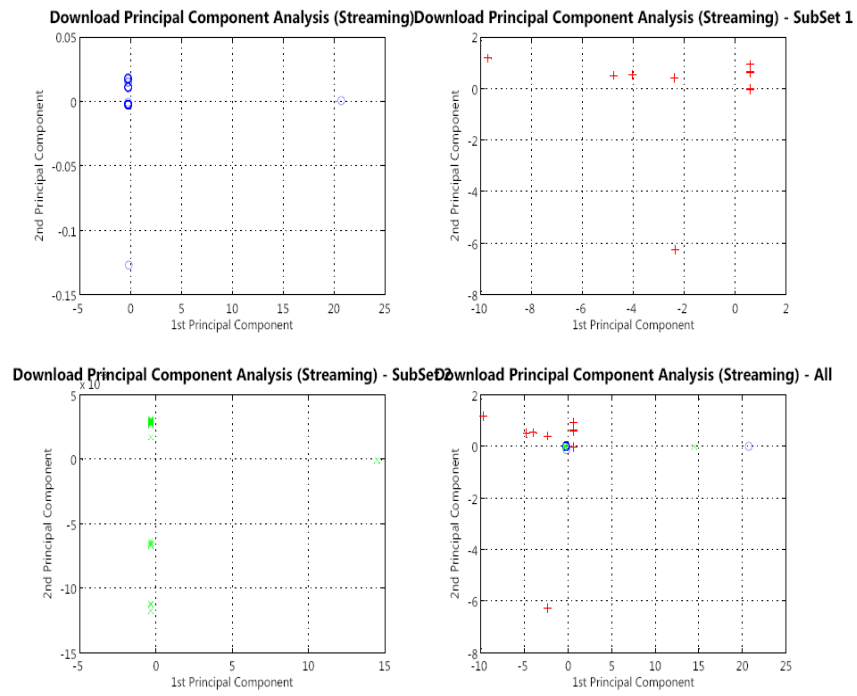 Download Principal Component Analysis (Streaming)
0.05
0
-0.05
-0.1
-0.15
2nd Principal Component
-5 0 5 10 15 20 25
1st Principal Component
Download Principal Component Analysis (Streaming) - SubSet 1
2
0
-2
-4
-6
-8
2nd Principal Component
-10 -8 -6 -4 -2 0 2
1st Principal Component
Download Principal Component Analysis (Streaming) - SubSet 2
x 10
5
0
-5
-10
-15
2nd Principal Component
-5 0 5 10 15
1st Principal Component
Download Principal Component Analysis (Streaming) - All
2
0
-2
-4
-6
-8
2nd Principal Component
-10 -5 0 5 10 15 20 25
1st Principal Component